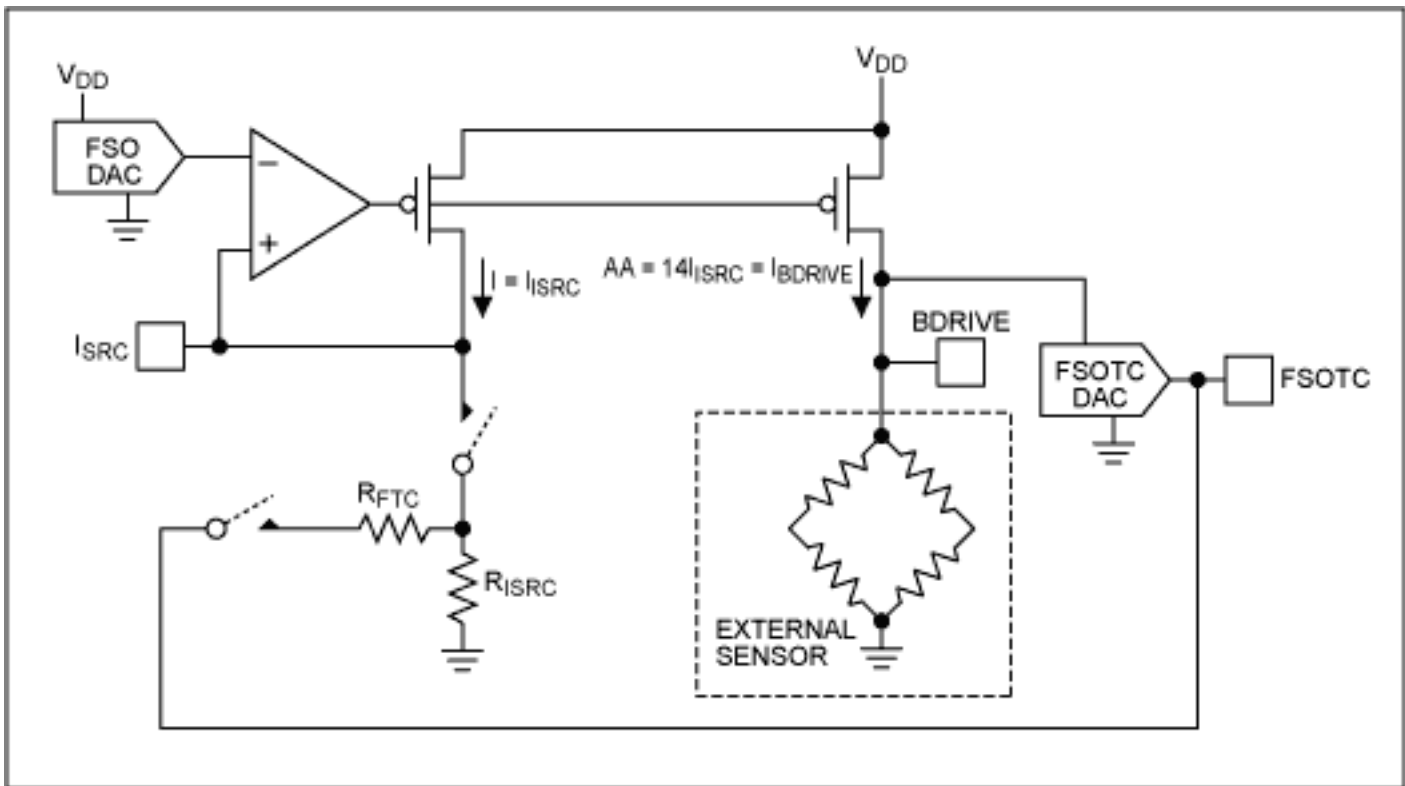 VDD
FSO
DAC
−
+
VDD
I = IISRC
AA = 14IISRC = IBDRIVE
BDRIVE
ISRC
FSOTC
DAC
FSOTC
RFTC
RISRC
EXTERNAL
SENSOR